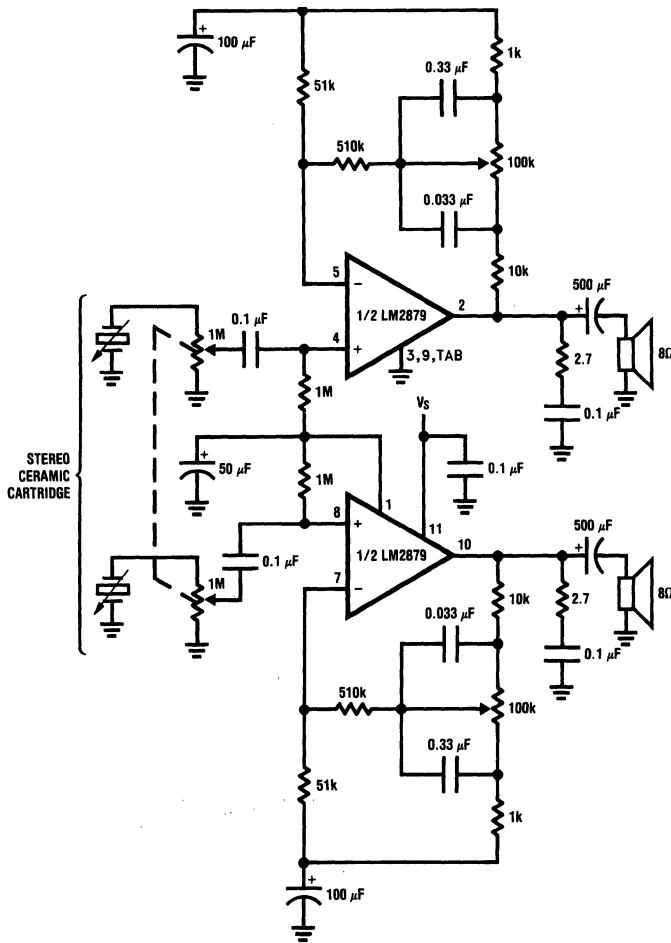 +
100 µF
1k
0.33 µF
51k
510k
100k
0.033 µF
10k
5
−
1/2 LM2879
2
500 µF
+
0.1 µF
1M
4
+
3,9,TAB
2.7
8Ω
0.1 µF
1M
VS
STEREO
CERAMIC
CARTRIDGE
+
50 µF
1M
0.1 µF
1
8
+
11
1/2 LM2879
10
500 µF
+
0.1 µF
7
−
1M
10k
2.7
8Ω
0.033 µF
0.1 µF
510k
100k
0.33 µF
51k
1k
+
100 µF